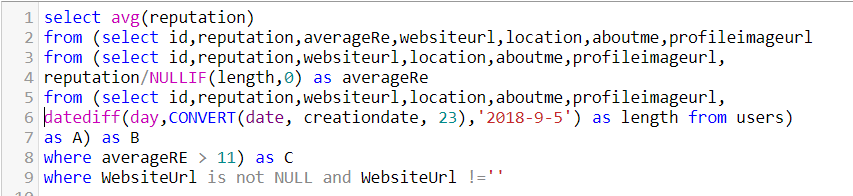 1 select avg(reputation)
2 from (select id,reputation,averageRe,websiteurl,location,aboutme,profileimageurl
3 from (select id,reputation,websiteurl,location,aboutme,profileimageurl,
4 reputation/NULLIF(length,0) as averageRe
5 from (select id,reputation,websiteurl,location,aboutme,profileimageurl,
6 datediff(day,CONVERT(date, creationdate, 23),'2018-9-5') as length from users)
7 as A) as B
8 where averageRE > 11) as C
9 where WebsiteUrl is not NULL and WebsiteUrl !=''
10